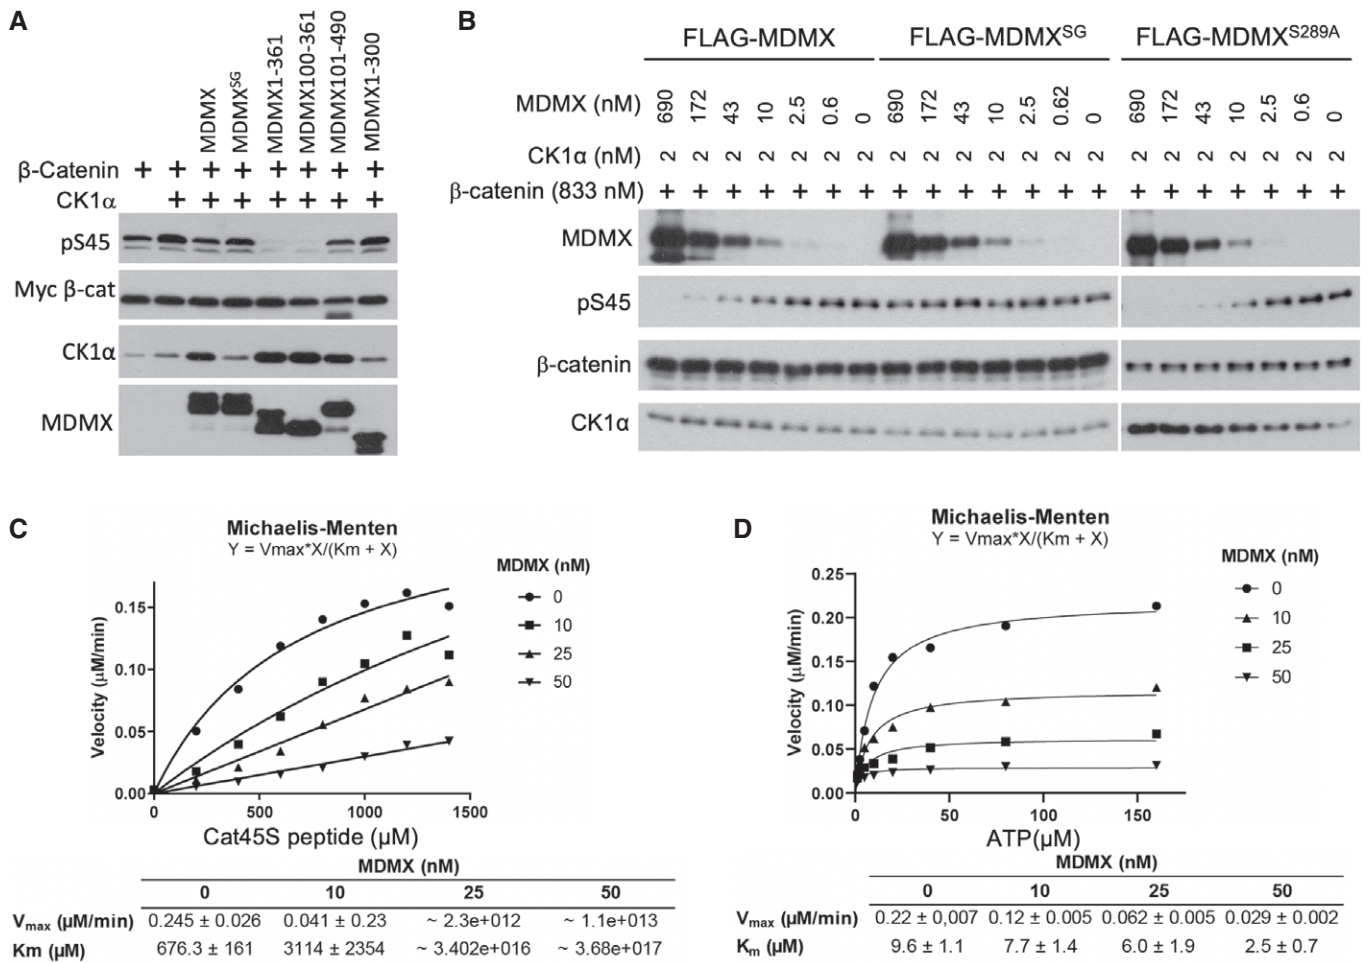 A
MDMX
MDMX^SG
MDMX1-361
MDMX100-361
MDMX101-490
MDMX1-300
β-Catenin + + + + + + + +
CK1α + + + + + + +
pS45
Myc β-cat
CK1α
MDMX
B
FLAG-MDMX FLAG-MDMX^SG FLAG-MDMX^S289A
MDMX (nM) 690 172 43 10 2.5 0.6 0 690 172 43 10 2.5 0.62 0 690 172 43 10 2.5 0.6 0
CK1α (nM) 2 2 2 2 2 2 2 2 2 2 2 2 2 2 2 2 2 2 2 2 2
β-catenin (833 nM) + + + + + + + + + + + + + + + + + + + + +
MDMX
pS45
β-catenin
CK1α
C
Michaelis-Menten
Y = Vmax*X/(Km + X)
MDMX (nM)
0
10
25
50
Velocity (µM/min)
0.15
0.10
0.05
0.00
0 500 1000 1500
Cat45S peptide (µM)
MDMX (nM)
0 10 25 50
Vmax (µM/min) 0.245 ± 0.026 0.041 ± 0.23 ~ 2.3e+012 ~ 1.1e+013
Km (µM) 676.3 ± 161 3114 ± 2354 ~ 3.402e+016 ~ 3.68e+017
D
Michaelis-Menten
Y = Vmax*X/(Km + X)
MDMX (nM)
0
10
25
50
Velocity (µM/min)
0.25
0.20
0.15
0.10
0.05
0.00
0 50 100 150
ATP(µM)
MDMX (nM)
0 10 25 50
Vmax (µM/min) 0.22 ± 0,007 0.12 ± 0.005 0.062 ± 0.005 0.029 ± 0.002
Km (µM) 9.6 ± 1.1 7.7 ± 1.4 6.0 ± 1.9 2.5 ± 0.7